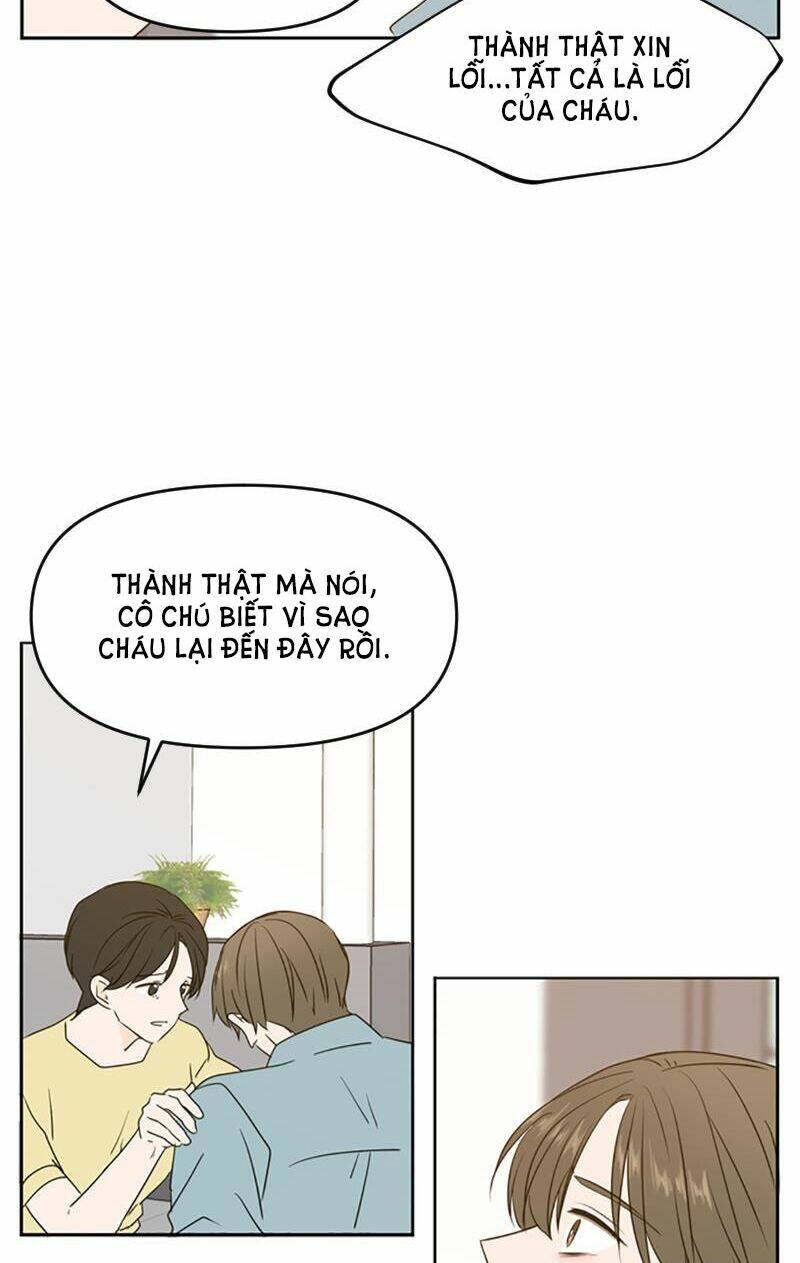 THÀNH THẬT XIN
LỖI...TẤT CẢ LÀ LỖI
CỦA CHÁU.
THÀNH THẬT MÀ NÓI,
CÔ CHÚ BIẾT VÌ SAO
CHÁU LẠI ĐẾN ĐÂY RỒI.